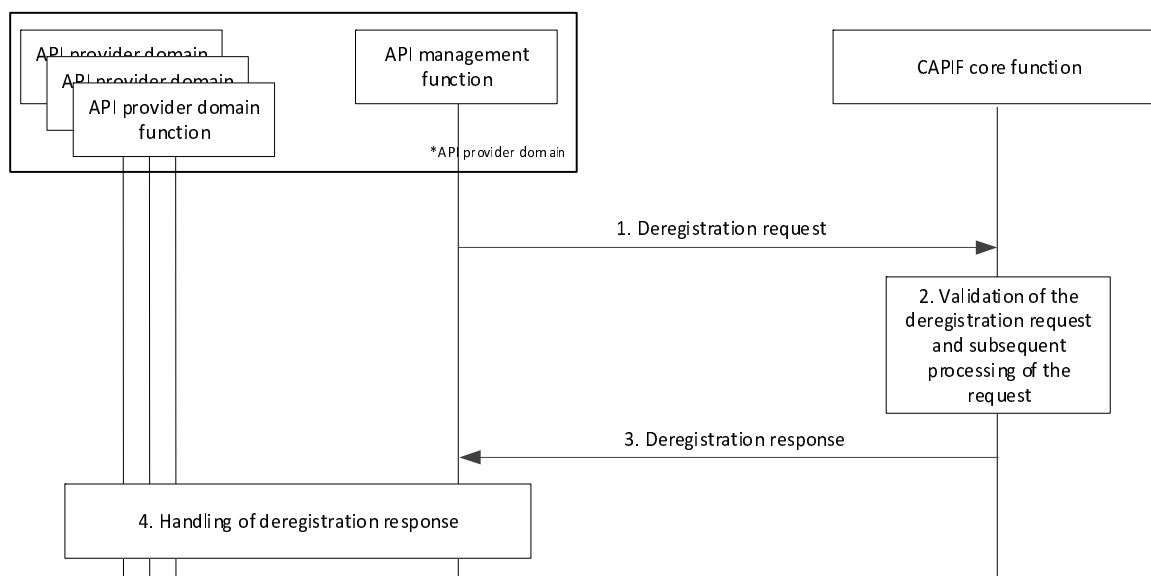 API provider domain
API provider domain
API provider domain
function
API management
function
CAPIF core function
*API provider domain
1. Deregistration request
2. Validation of the
deregistration request
and subsequent
processing of the
request
3. Deregistration response
4. Handling of deregistration response